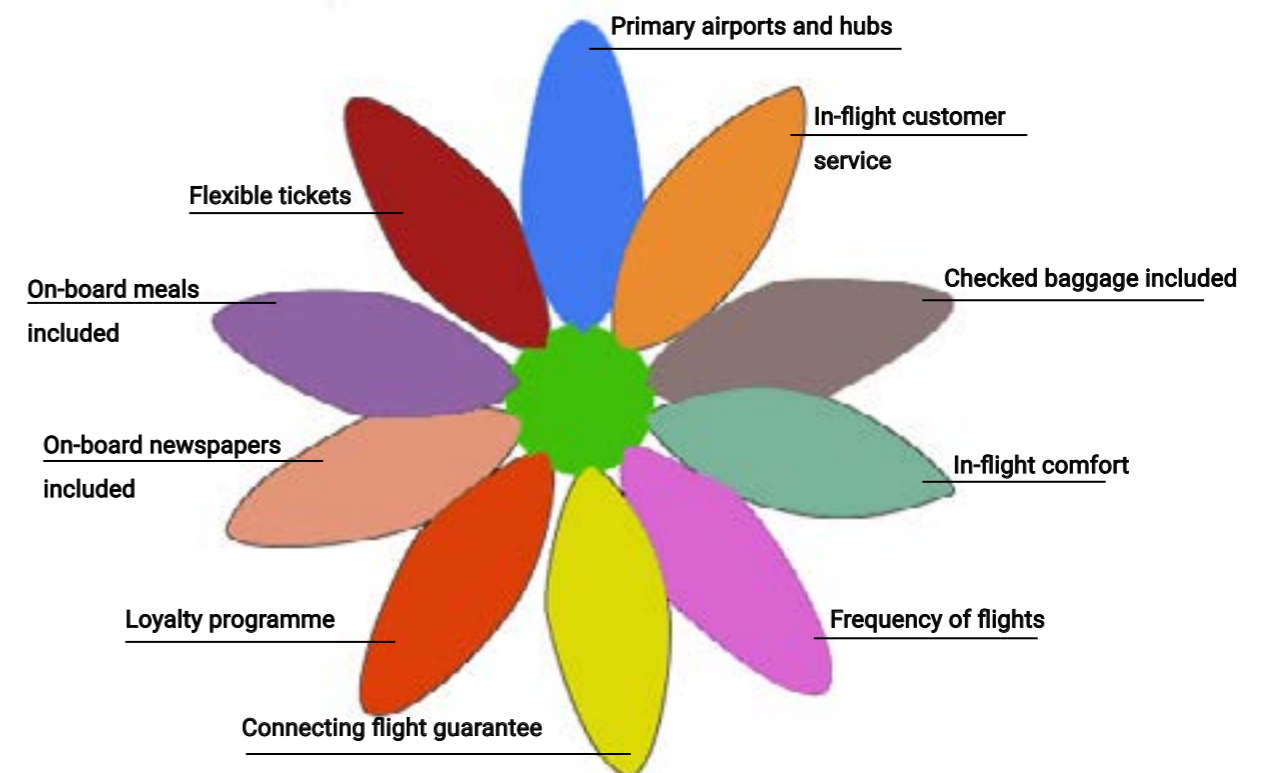 Primary airports and hubs
In-flight customer
service
Flexible tickets
Checked baggage included
On-board meals
included
On-board newspapers
included
In-flight comfort
Loyalty programme
Frequency of flights
Connecting flight guarantee